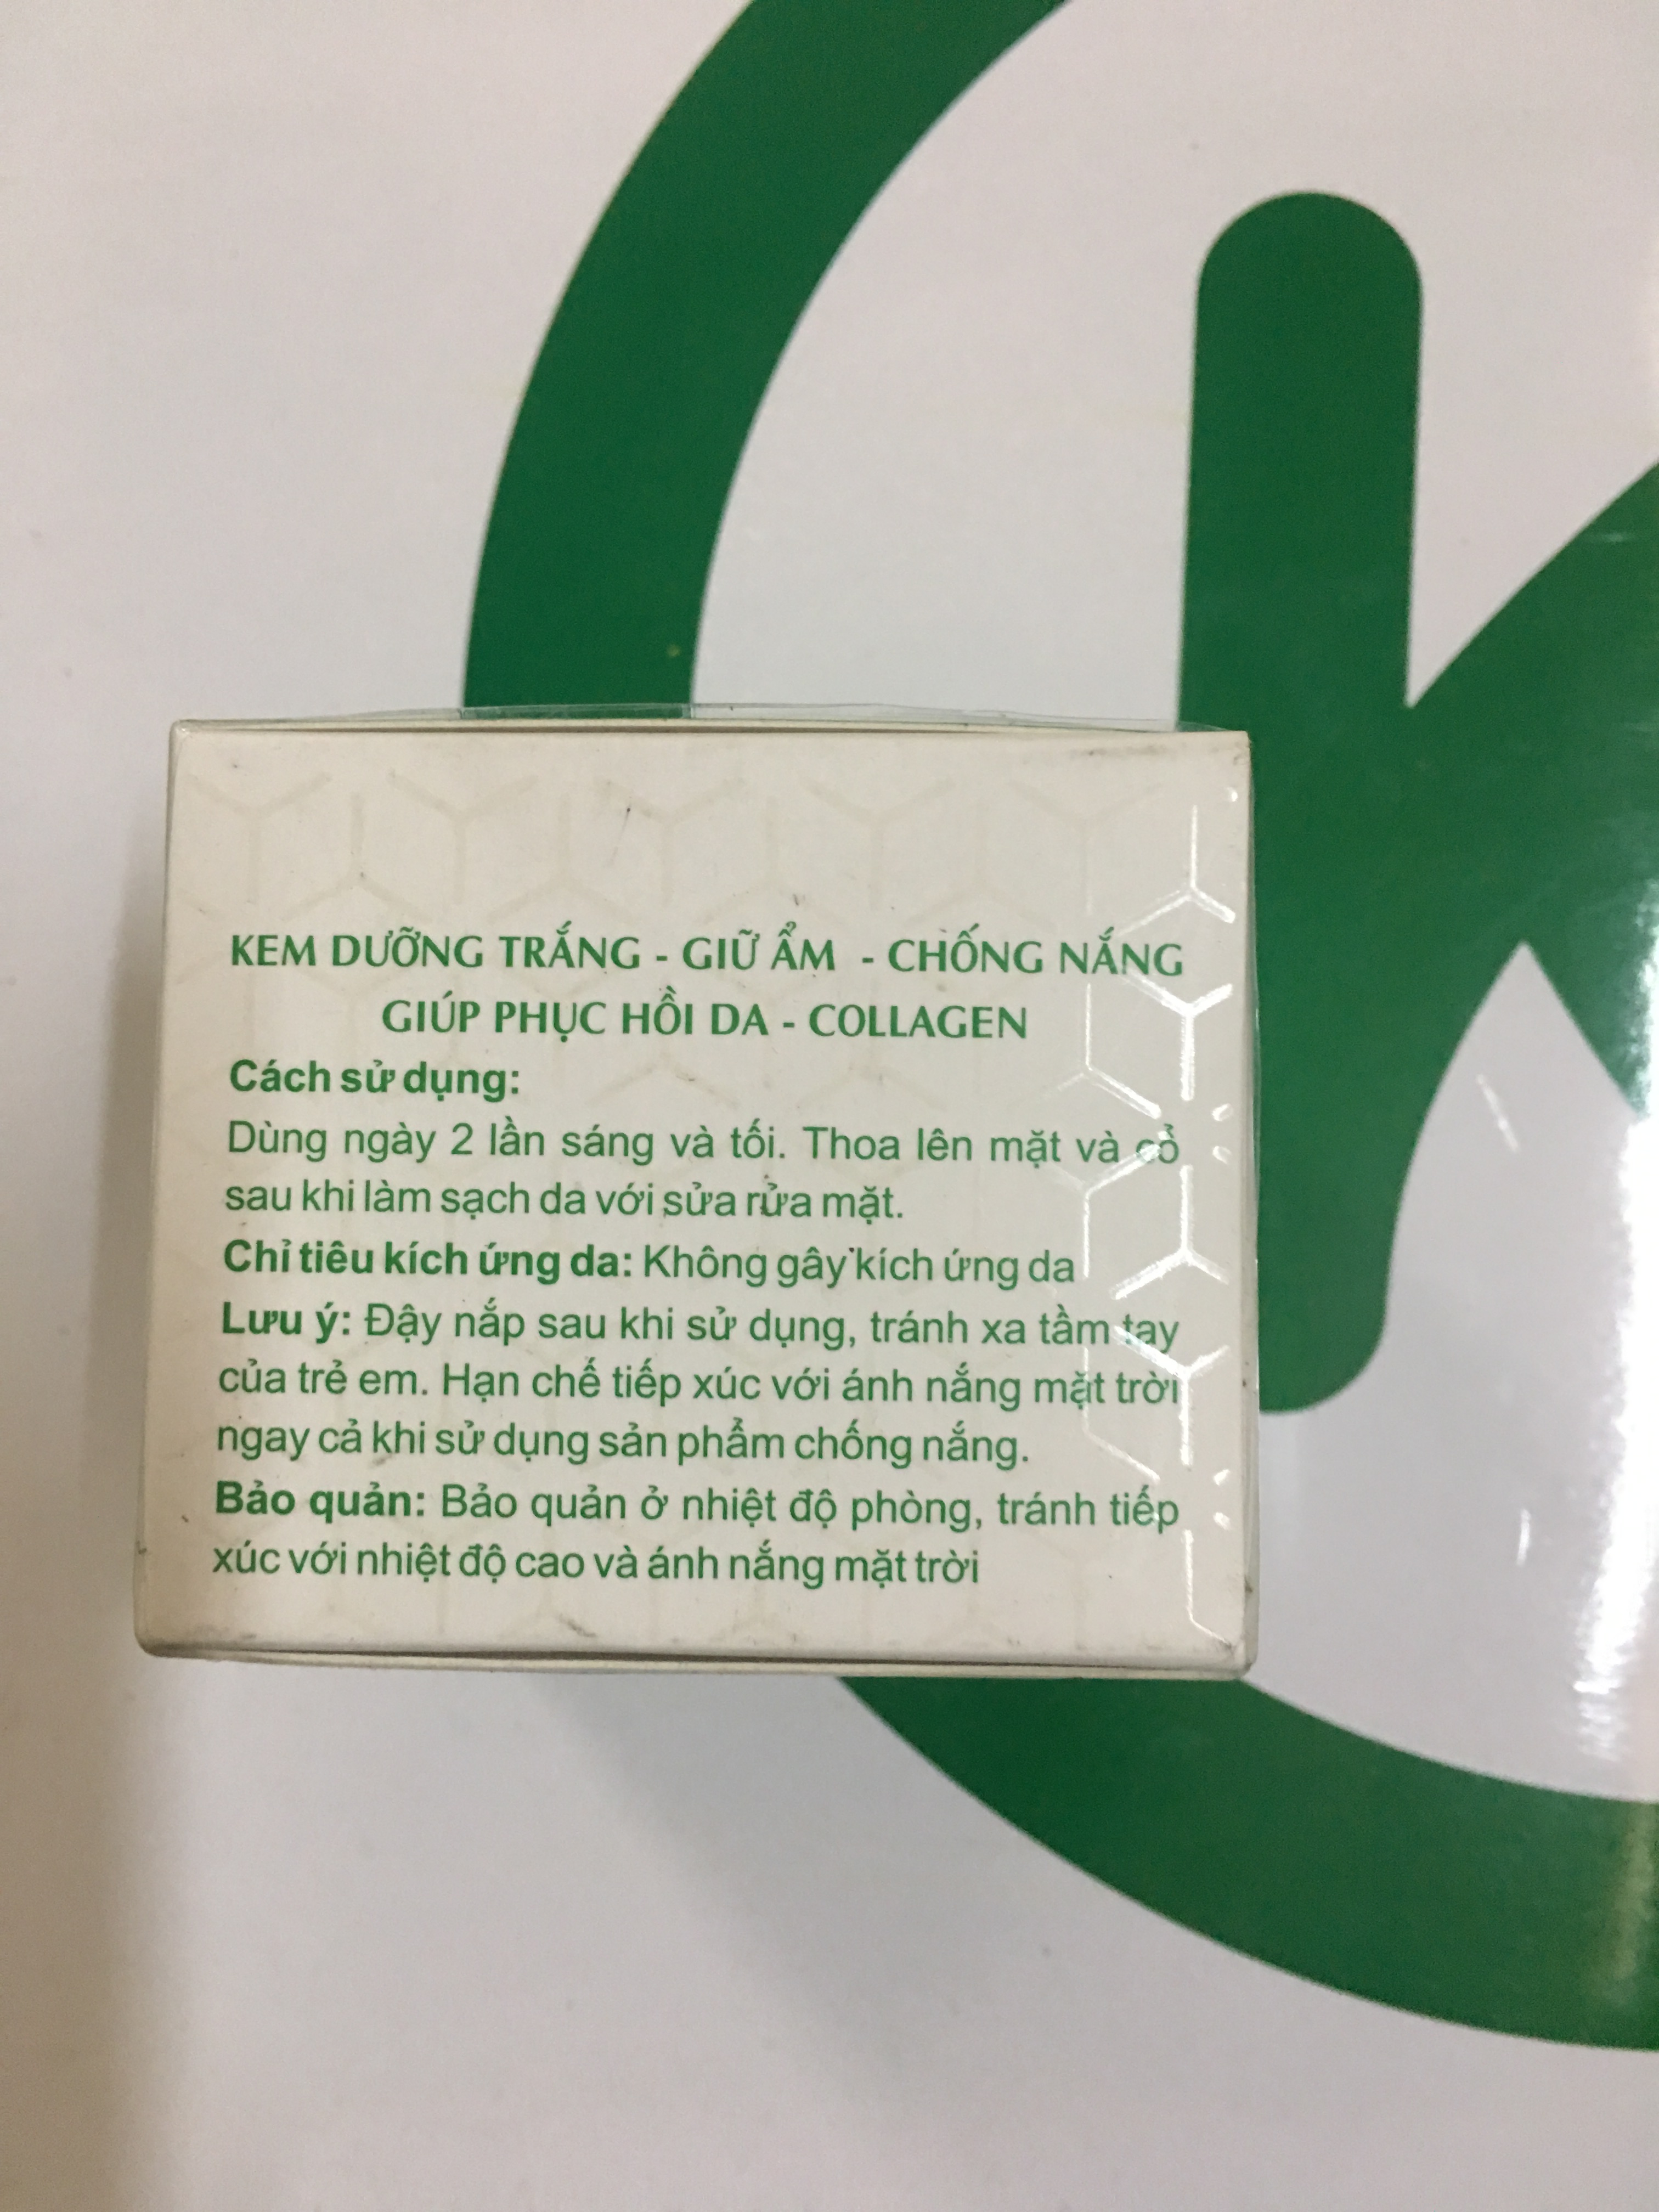 KEM DƯỠNG TRẮNG - GIỮ ẨM - CHỐNG NẮNG
GIÚP PHỤC HỒI DA - COLLAGEN
Cách sử dụng:
Dùng ngày 2 lần sáng và tối. Thoa lên mặt và cổ
sau khi làm sạch da với sửa rửa mặt.
Chỉ tiêu kích ứng da: Không gây kích ứng da
Lưu ý: Đậy nắp sau khi sử dụng, tránh xa tầm tay
của trẻ em. Hạn chế tiếp xúc với ánh nắng mặt trời
ngay cả khi sử dụng sản phẩm chống nắng.
Bảo quản: Bảo quản ở nhiệt độ phòng, tránh tiếp
xúc với nhiệt độ cao và ánh nắng mặt trời